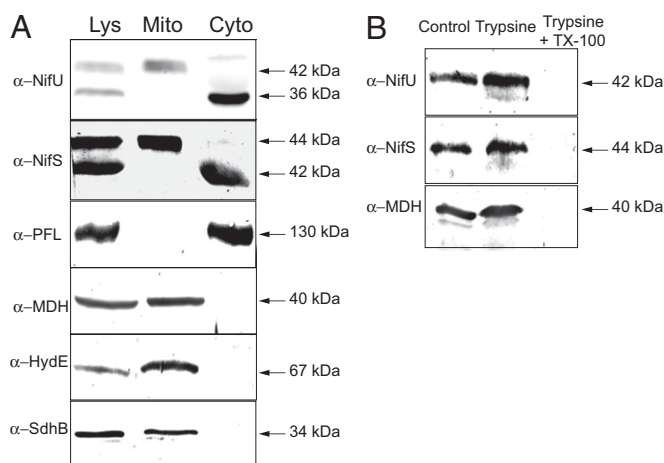 A
Lys Mito Cyto
α–NifU
42 kDa
36 kDa
α–NifS
44 kDa
42 kDa
α–PFL
130 kDa
α–MDH
40 kDa
α–HydE
67 kDa
α–SdhB
34 kDa
B
Control Trypsine Trypsine
+ TX-100
α–NifU
42 kDa
α–NifS
44 kDa
α–MDH
40 kDa